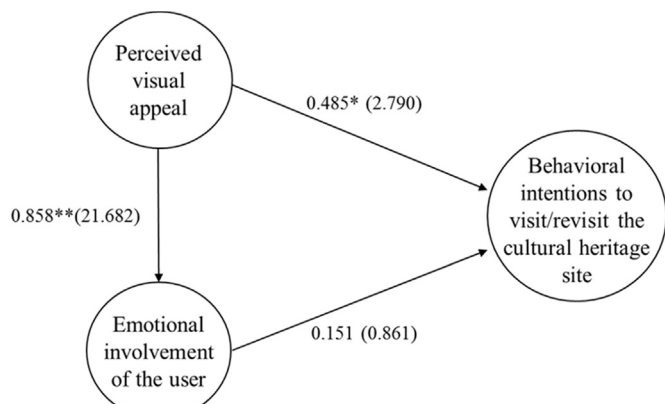 Perceived
visual
appeal
0.485* (2.790)
Behavioral
intentions to
visit/revisit the
cultural heritage
site
0.858**(21.682)
Emotional
involvement
of the user
0.151 (0.861)